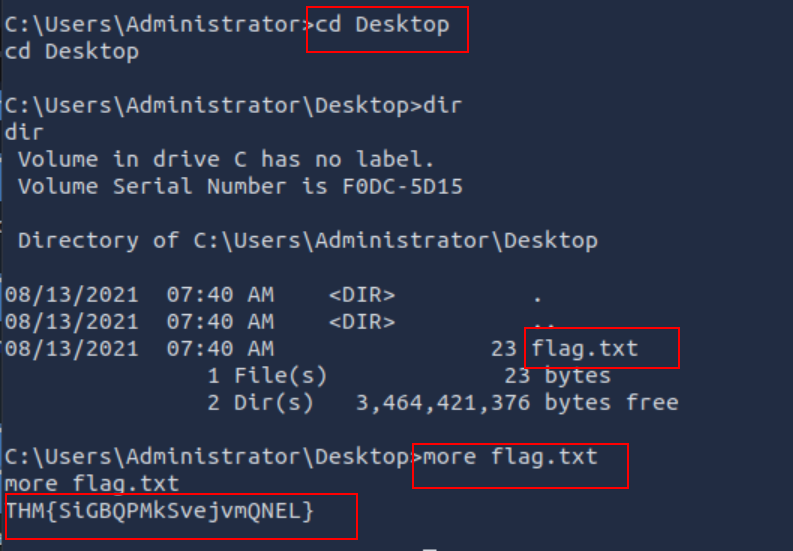 C:\Users\Administrator>cd Desktop
cd Desktop
C:\Users\Administrator\Desktop>dir
dir
 Volume in drive C has no label.
 Volume Serial Number is F0DC-5D15
 Directory of C:\Users\Administrator\Desktop
08/13/2021  07:40 AM    <DIR>          .
08/13/2021  07:40 AM    <DIR>          ..
08/13/2021  07:40 AM                23 flag.txt
               1 File(s)             23 bytes
               2 Dir(s)   3,464,421,376 bytes free
C:\Users\Administrator\Desktop>more flag.txt
more flag.txt
THM{SiGBQPMkSvejvmQNEL}